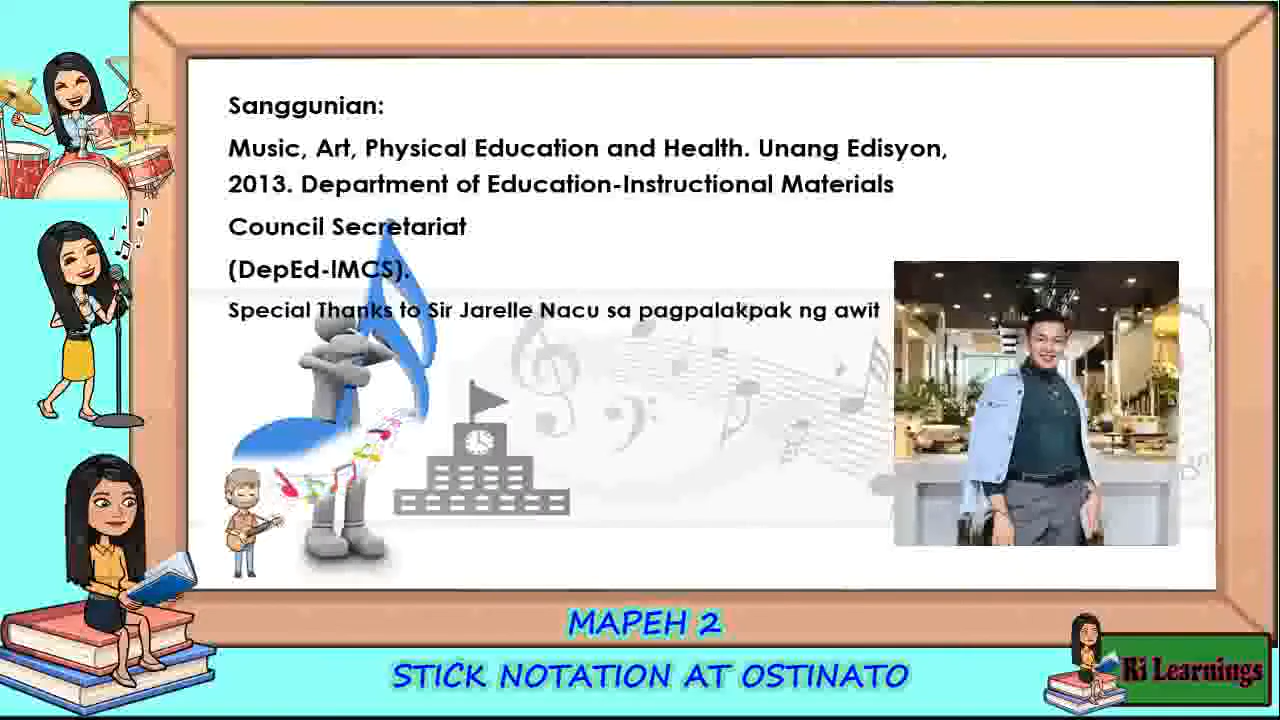 Sanggunian:
Music, Art, Physical Education and Health. Unang Edisyon,
2013. Department of Education-Instructional Materials
Council Secretariat
(DepEd-IMCS).
Special Thanks to Sir Jarelle Nacu sa pagpalakpak ng awit
MAPEH 2
STICK NOTATION AT OSTINATO
Ri Learnings